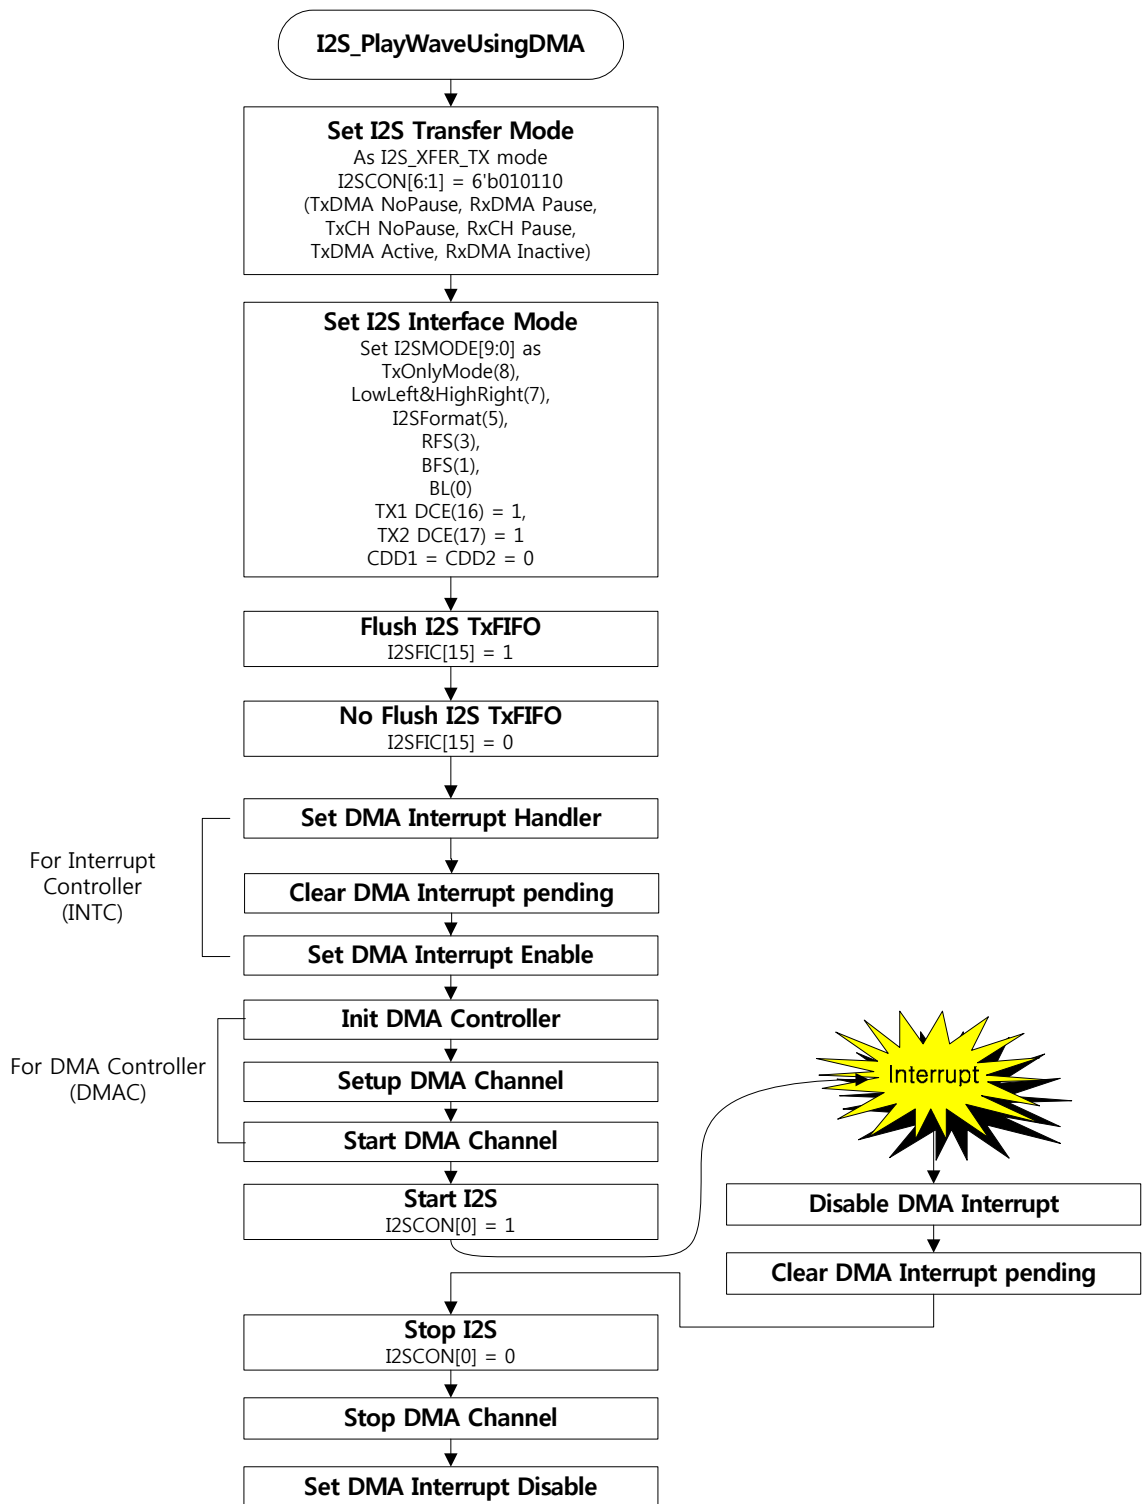 I2S_PlayWaveUsingDMA
Set I2S Transfer Mode
As I2S_XFER_TX mode
I2SCON[6:1] = 6'b010110
(TxDMA NoPause, RxDMA Pause,
TxCH NoPause, RxCH Pause,
TxDMA Active, RxDMA Inactive)
Set I2S Interface Mode
Set I2SMODE[9:0] as
TxOnlyMode(8),
LowLeft&HighRight(7),
I2SFormat(5),
RFS(3),
BFS(1),
BL(0)
TX1 DCE(16) = 1,
TX2 DCE(17) = 1
CDD1 = CDD2 = 0
Flush I2S TxFIFO
I2SFIC[15] = 1
No Flush I2S TxFIFO
I2SFIC[15] = 0
Set DMA Interrupt Handler
For Interrupt
Controller
(INTC)
Clear DMA Interrupt pending
Set DMA Interrupt Enable
Init DMA Controller
For DMA Controller
(DMAC)
Setup DMA Channel
Start DMA Channel
Start I2S
I2SCON[0] = 1
Interrupt
Disable DMA Interrupt
Clear DMA Interrupt pending
Stop I2S
I2SCON[0] = 0
Stop DMA Channel
Set DMA Interrupt Disable